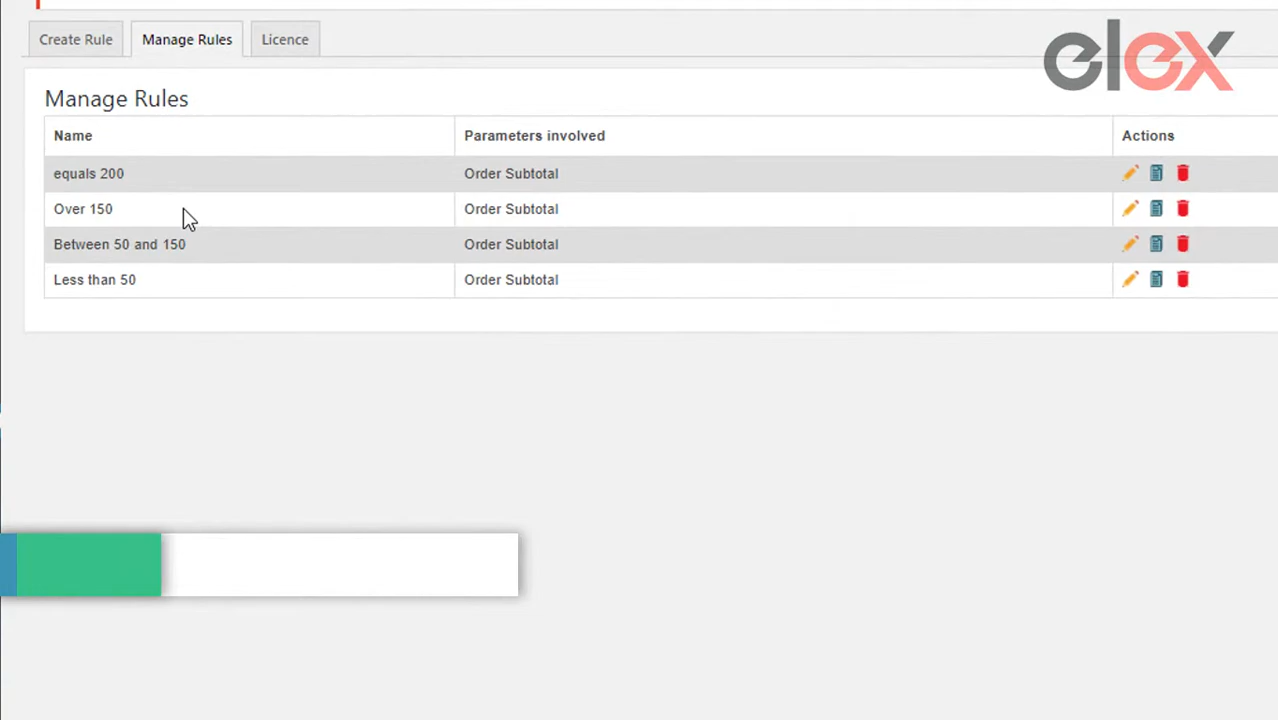 elex
Create Rule Manage Rules Licence
Manage Rules
Name Parameters involved Actions
equals 200 Order Subtotal
Over 150 Order Subtotal
Between 50 and 150 Order Subtotal
Less than 50 Order Subtotal